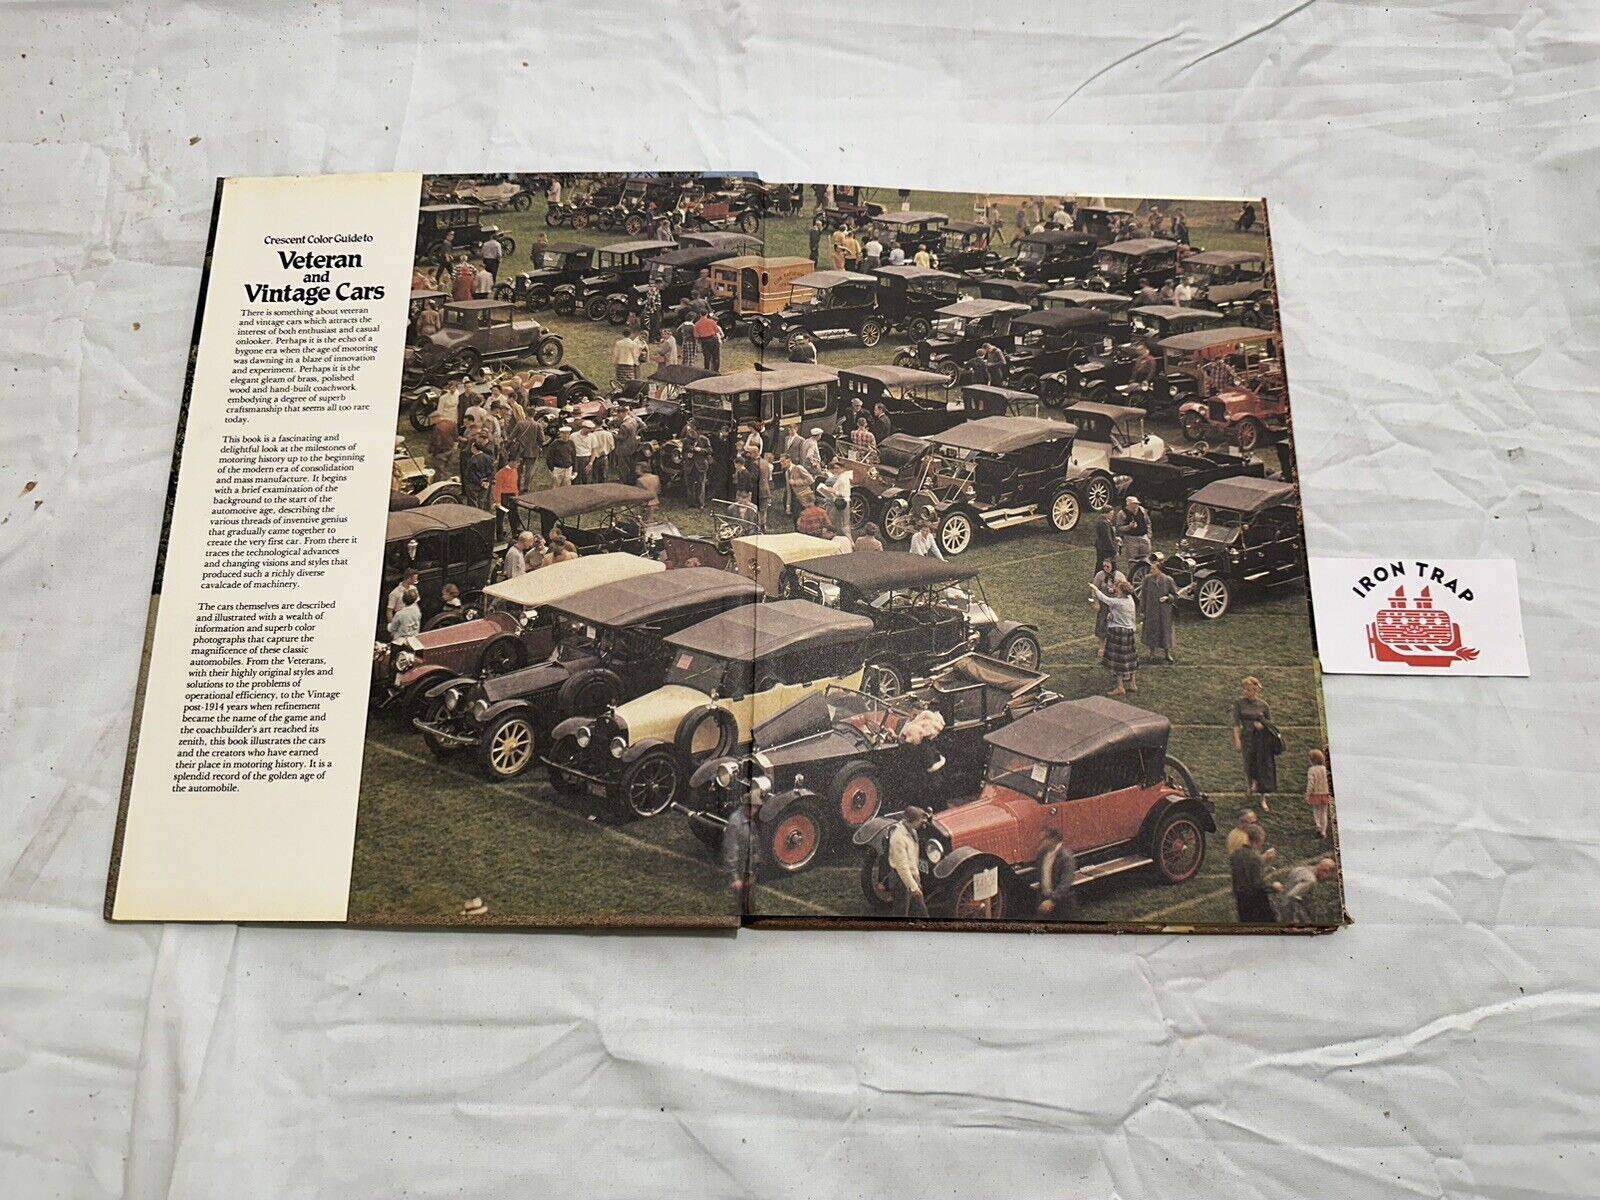 Crescent Color Guide to
Veteran
and
Vintage Cars
There is something about veteran
and vintage cars which attracts the
interest of both enthusiast and casual
onlooker. Perhaps it is the echo of a
bygone era when the age of motoring
was dawning in a blaze of innovation
and experiment. Perhaps it is the
elegant gleam of brass, polished
wood and hand-built coachwork
embodying a degree of superb
craftsmanship that seems all too rare
today.
This book is a fascinating and
delightful look at the milestones of
motoring history up to the beginning
of the modern era of consolidation
and mass manufacture. It begins
with a brief examination of the
background to the start of the
automotive age, describing the
various threads of inventive genius
that gradually came together to
create the very first car. From there it
traces the technological advances
and changing visions and styles that
produced such a richly diverse
cavalcade of machinery.
The cars themselves are described
and illustrated with a wealth of
information and superb color
photographs that capture the
magnificence of these classic
automobiles. From the Veterans,
with their highly original styles and
solutions to the problems of
operational efficiency, to the Vintage
post-1914 years when refinement
became the name of the game and
the coachbuilder's art reached its
zenith, this book illustrates the cars
and the creators who have earned
their place in motoring history. It is a
splendid record of the golden age of
the automobile.
IRON TRAP